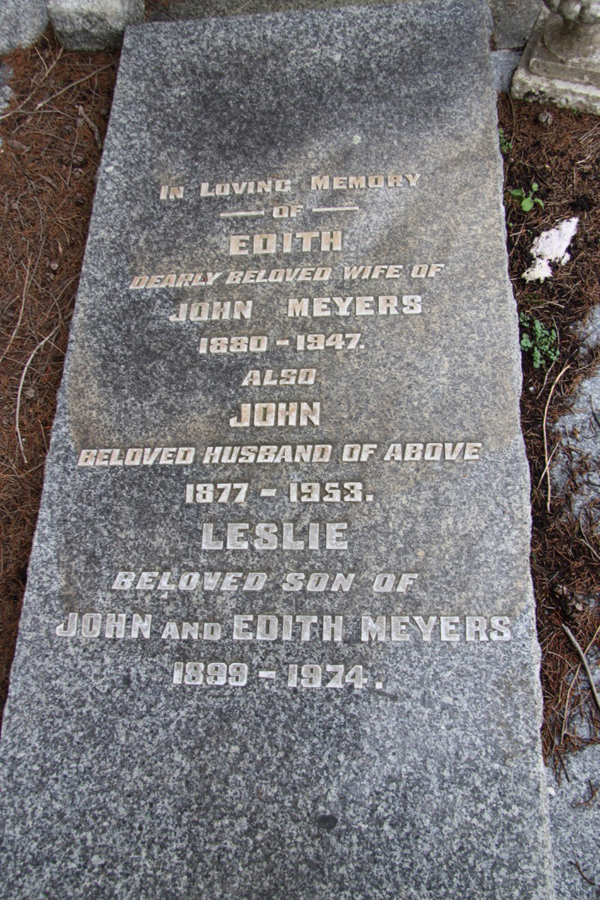 IN LOVING MEMORY
— OF —
EDITH
DEARLY BELOVED WIFE OF
JOHN MEYERS
1880 - 1947.
ALSO
JOHN
BELOVED HUSBAND OF ABOVE
1877 - 1953.
LESLIE
BELOVED SON OF
JOHN AND EDITH MEYERS
1899 - 1974.